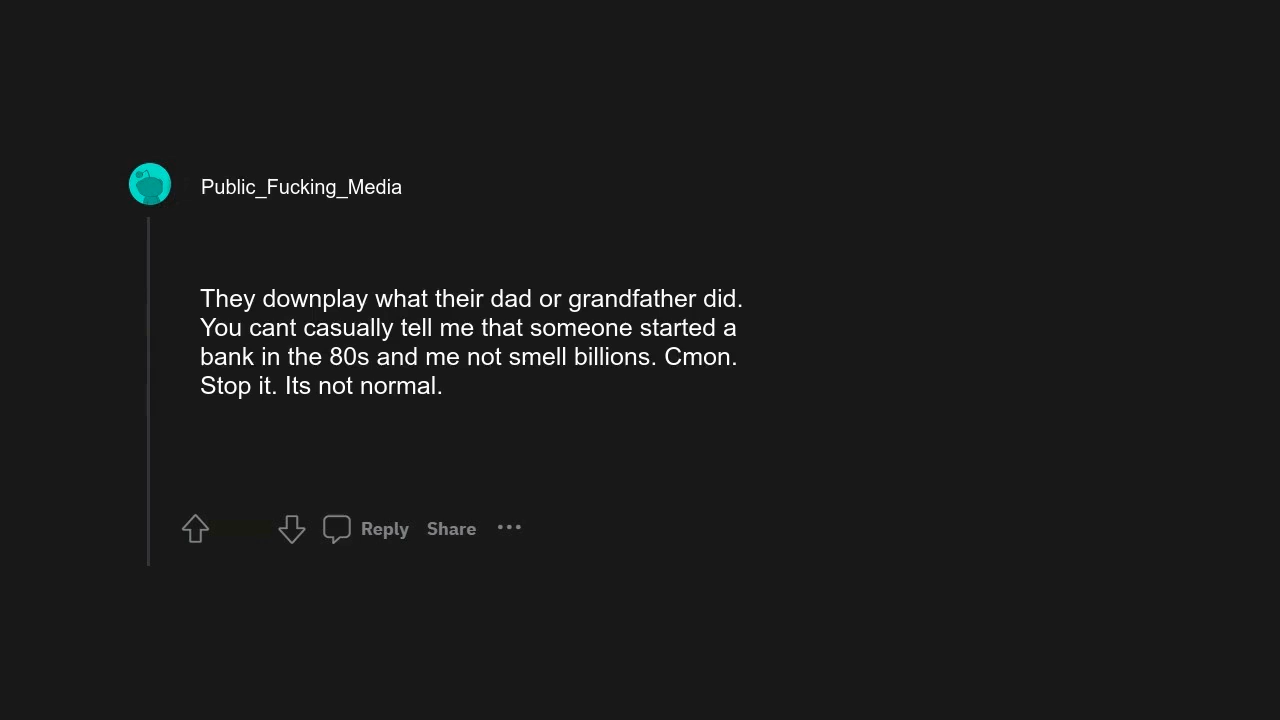 Public_Fucking_Media
They downplay what their dad or grandfather did.
You cant casually tell me that someone started a
bank in the 80s and me not smell billions. Cmon.
Stop it. Its not normal.
Reply Share